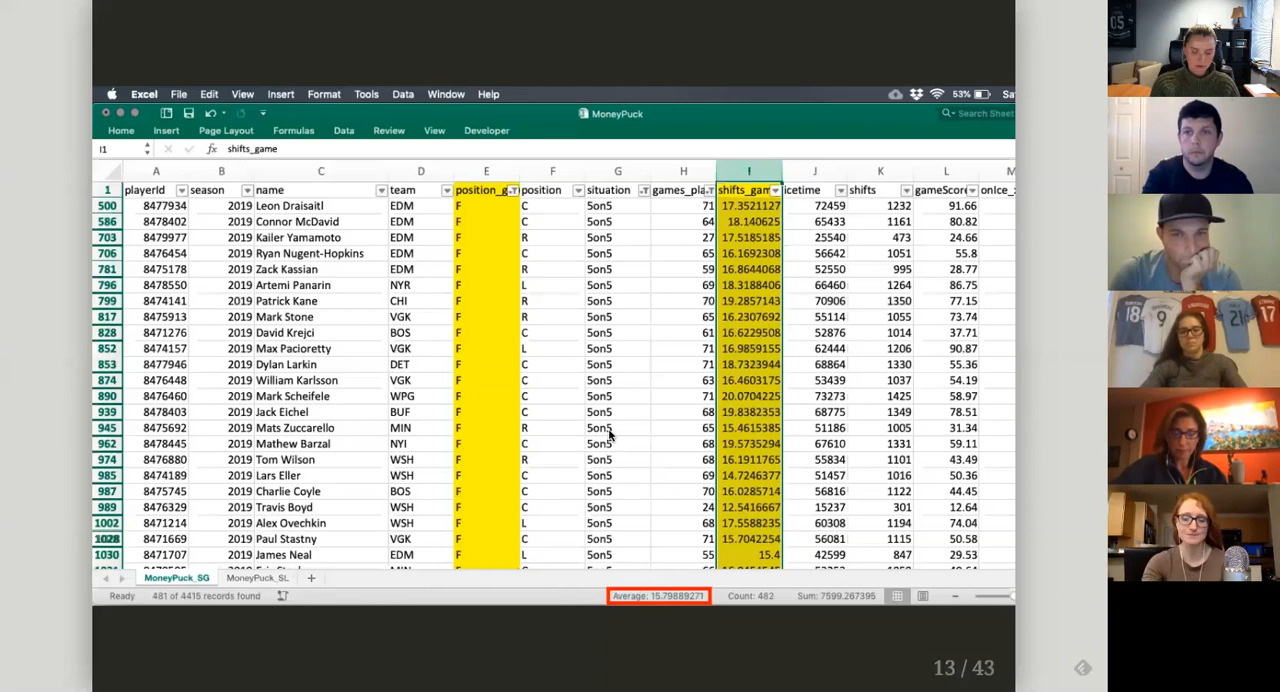 Excel File Edit View Insert Format Tools Data Window Help 53% Sa
MoneyPuck Search Sheet
Home Insert Page Layout Formulas Data Review View Developer
I1 fx shifts_game
A B C D E F G H I J K L M
1 playerId season name team position_g position situation games_pla shifts_gam icetime shifts gameScore onIce_x
500 8477934 2019 Leon Draisaitl EDM F C 5on5 71 17.3521127 72459 1232 91.66
586 8478402 2019 Connor McDavid EDM F C 5on5 64 18.140625 65433 1161 80.82
703 8479977 2019 Kailer Yamamoto EDM F R 5on5 27 17.5185185 25540 473 24.66
706 8476454 2019 Ryan Nugent-Hopkins EDM F C 5on5 65 16.1692308 56642 1051 55.8
781 8475178 2019 Zack Kassian EDM F R 5on5 59 16.8644068 52550 995 28.77
796 8478550 2019 Artemi Panarin NYR F L 5on5 69 18.3188406 66460 1264 86.75
799 8474141 2019 Patrick Kane CHI F R 5on5 70 19.2857143 70906 1350 77.15
817 8475913 2019 Mark Stone VGK F R 5on5 65 16.2307692 55114 1055 73.74
828 8471276 2019 David Krejci BOS F C 5on5 61 16.6229508 52876 1014 37.71
852 8474157 2019 Max Pacioretty VGK F L 5on5 71 16.9859155 62444 1206 90.87
853 8477946 2019 Dylan Larkin DET F C 5on5 71 18.7323944 68864 1330 55.36
874 8476448 2019 William Karlsson VGK F C 5on5 63 16.4603175 53439 1037 54.19
890 8476460 2019 Mark Scheifele WPG F C 5on5 71 20.0704225 73273 1425 58.97
939 8478403 2019 Jack Eichel BUF F C 5on5 68 19.8382353 68775 1349 78.51
945 8475692 2019 Mats Zuccarello MIN F R 5on5 65 15.4615385 51186 1005 31.34
962 8478445 2019 Mathew Barzal NYI F C 5on5 68 19.5735294 67610 1331 59.11
974 8476880 2019 Tom Wilson WSH F R 5on5 68 16.1911765 55834 1101 43.49
985 8474189 2019 Lars Eller WSH F C 5on5 69 14.7246377 51457 1016 50.36
987 8475745 2019 Charlie Coyle BOS F C 5on5 70 16.0285714 56816 1122 44.45
989 8476329 2019 Travis Boyd WSH F C 5on5 24 12.5416667 15237 301 12.64
1002 8471214 2019 Alex Ovechkin WSH F L 5on5 68 17.5588235 60308 1194 74.04
1028 8471669 2019 Paul Stastny VGK F C 5on5 71 15.7042254 56081 1115 50.58
1030 8471707 2019 James Neal EDM F L 5on5 55 15.4 42599 847 29.53
MoneyPuck_SG MoneyPuck_SL +
Ready 481 of 4415 records found Average: 15.79889271 Count: 482 Sum: 7599.267395
13 / 43